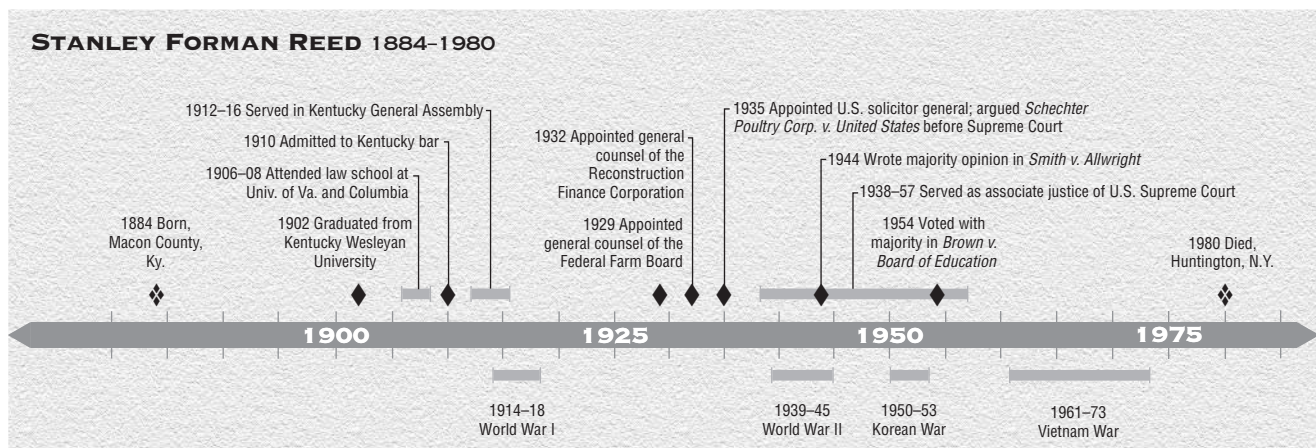 STANLEY FORMAN REED 1884–1980
1912–16 Served in Kentucky General Assembly
1910 Admitted to Kentucky bar
1906–08 Attended law school at
Univ. of Va. and Columbia
1884 Born,
Macon County,
Ky.
1902 Graduated from
Kentucky Wesleyan
University
1932 Appointed general
counsel of the
Reconstruction
Finance Corporation
1929 Appointed
general counsel of the
Federal Farm Board
1935 Appointed U.S. solicitor general; argued Schechter
Poultry Corp. v. United States before Supreme Court
1944 Wrote majority opinion in Smith v. Allwright
1938–57 Served as associate justice of U.S. Supreme Court
1954 Voted with
majority in Brown v.
Board of Education
1980 Died,
Huntington, N.Y.
1900 1925 1950 1975
1914–18
World War I
1939–45
World War II
1950–53
Korean War
1961–73
Vietnam War